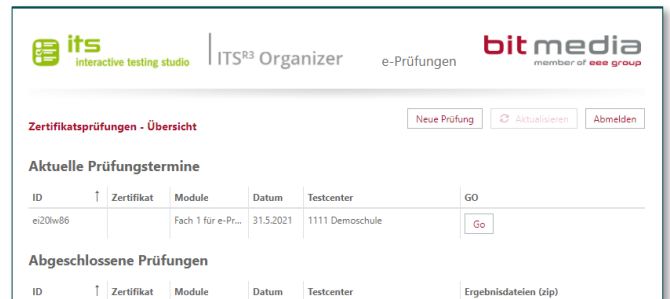 its
interactive testing studio
ITSR3 Organizer
e-Prüfungen
bit media
member of eee group
Zertifikatsprüfungen - Übersicht
Neue Prüfung Aktualisieren Abmelden
Aktuelle Prüfungstermine
ID ↑ Zertifikat Module Datum Testcenter GO
ei20lw86 Fach 1 für e-Pr... 31.5.2021 1111 Demoschule Go
Abgeschlossene Prüfungen
ID ↑ Zertifikat Module Datum Testcenter Ergebnisdateien (zip)